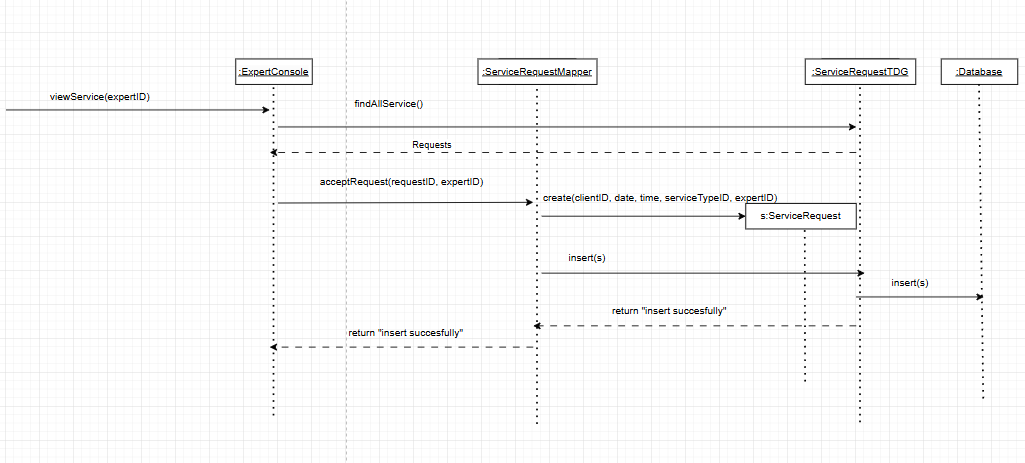 :ExpertConsole
:ServiceRequestMapper
:ServiceRequestTDG
:Database
viewService(expertID)
findAllService()
Requests
acceptRequest(requestID, expertID)
create(clientID, date, time, serviceTypeID, expertID)
s:ServiceRequest
insert(s)
insert(s)
return "insert succesfully"
return "insert succesfully"